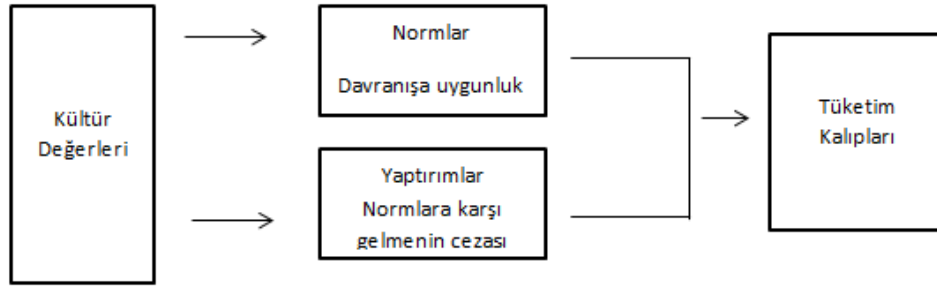 Kültür
Değerleri
Normlar
Davranışa uygunluk
Yaptırımlar
Normlara karşı
gelmenin cezası
Tüketim
Kalıpları